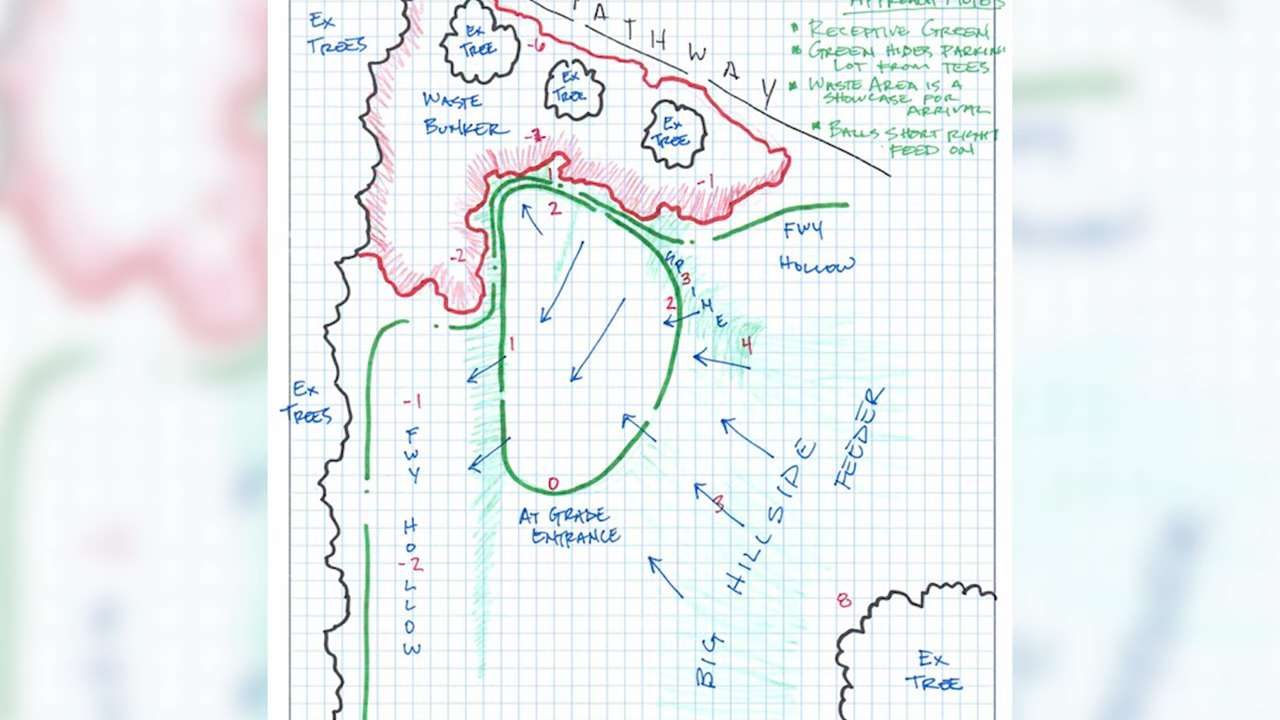 EX
TREES
PATHWAY
EX
TREE
-6
EX
TREE
EX
TREE
WASTE
BUNKER
APPROACH NOTES
* RECEPTIVE GREEN
* GREEN HIDES PARKING
LOT FROM TEES
* WASTE AREA IS A
SHOWCASE FOR
ARRIVAL
* BALLS SHORT RIGHT
FEED ON
-1
1
2
-2
FWY
HOLLOW
3
2
4
1
EX
TREES
-1
FWY HOLLOW
-2
0
AT GRADE
ENTRANCE
3
BIG HILLSIDE FEEDER
8
EX
TREE